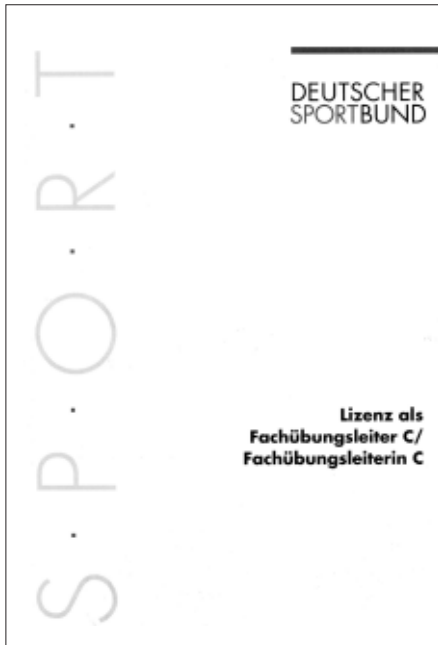 S·P·O·R·T
DEUTSCHER
SPORTBUND
Lizenz als
Fachübungsleiter C/
Fachübungsleiterin C